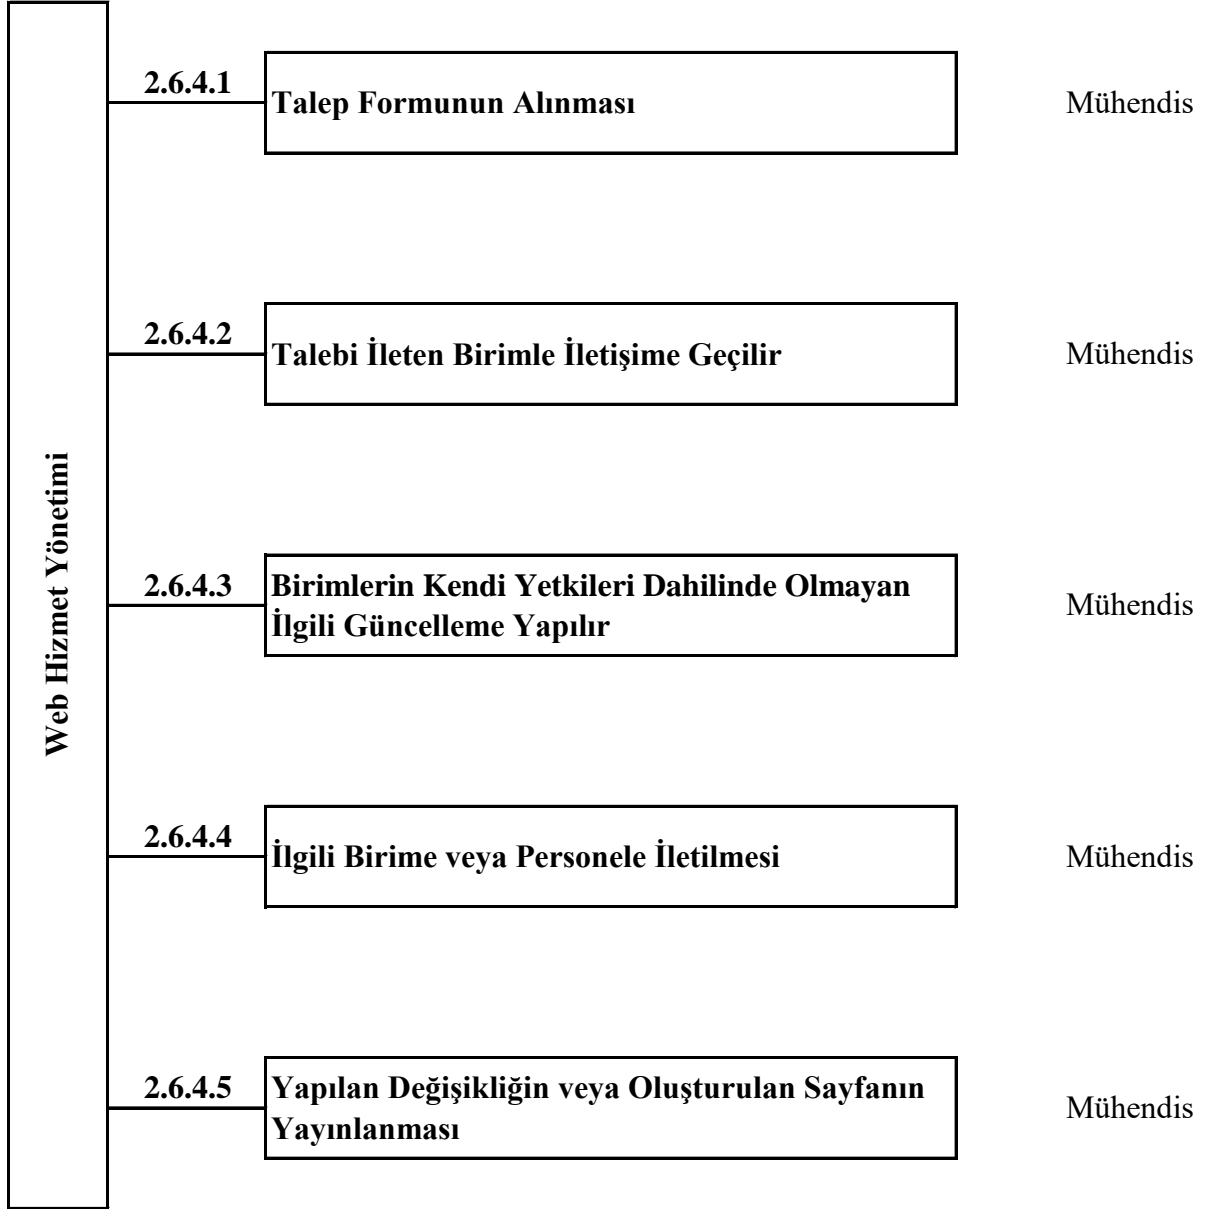 Web Hizmet Yönetimi
2.6.4.1
Talep Formunun Alınması
Mühendis
2.6.4.2
Talebi İleten Birimle İletişime Geçilir
Mühendis
2.6.4.3
Birimlerin Kendi Yetkileri Dahilinde Olmayan
İlgili Güncelleme Yapılır
Mühendis
2.6.4.4
İlgili Birime veya Personele İletilmesi
Mühendis
2.6.4.5
Yapılan Değişikliğin veya Oluşturulan Sayfanın
Yayınlanması
Mühendis